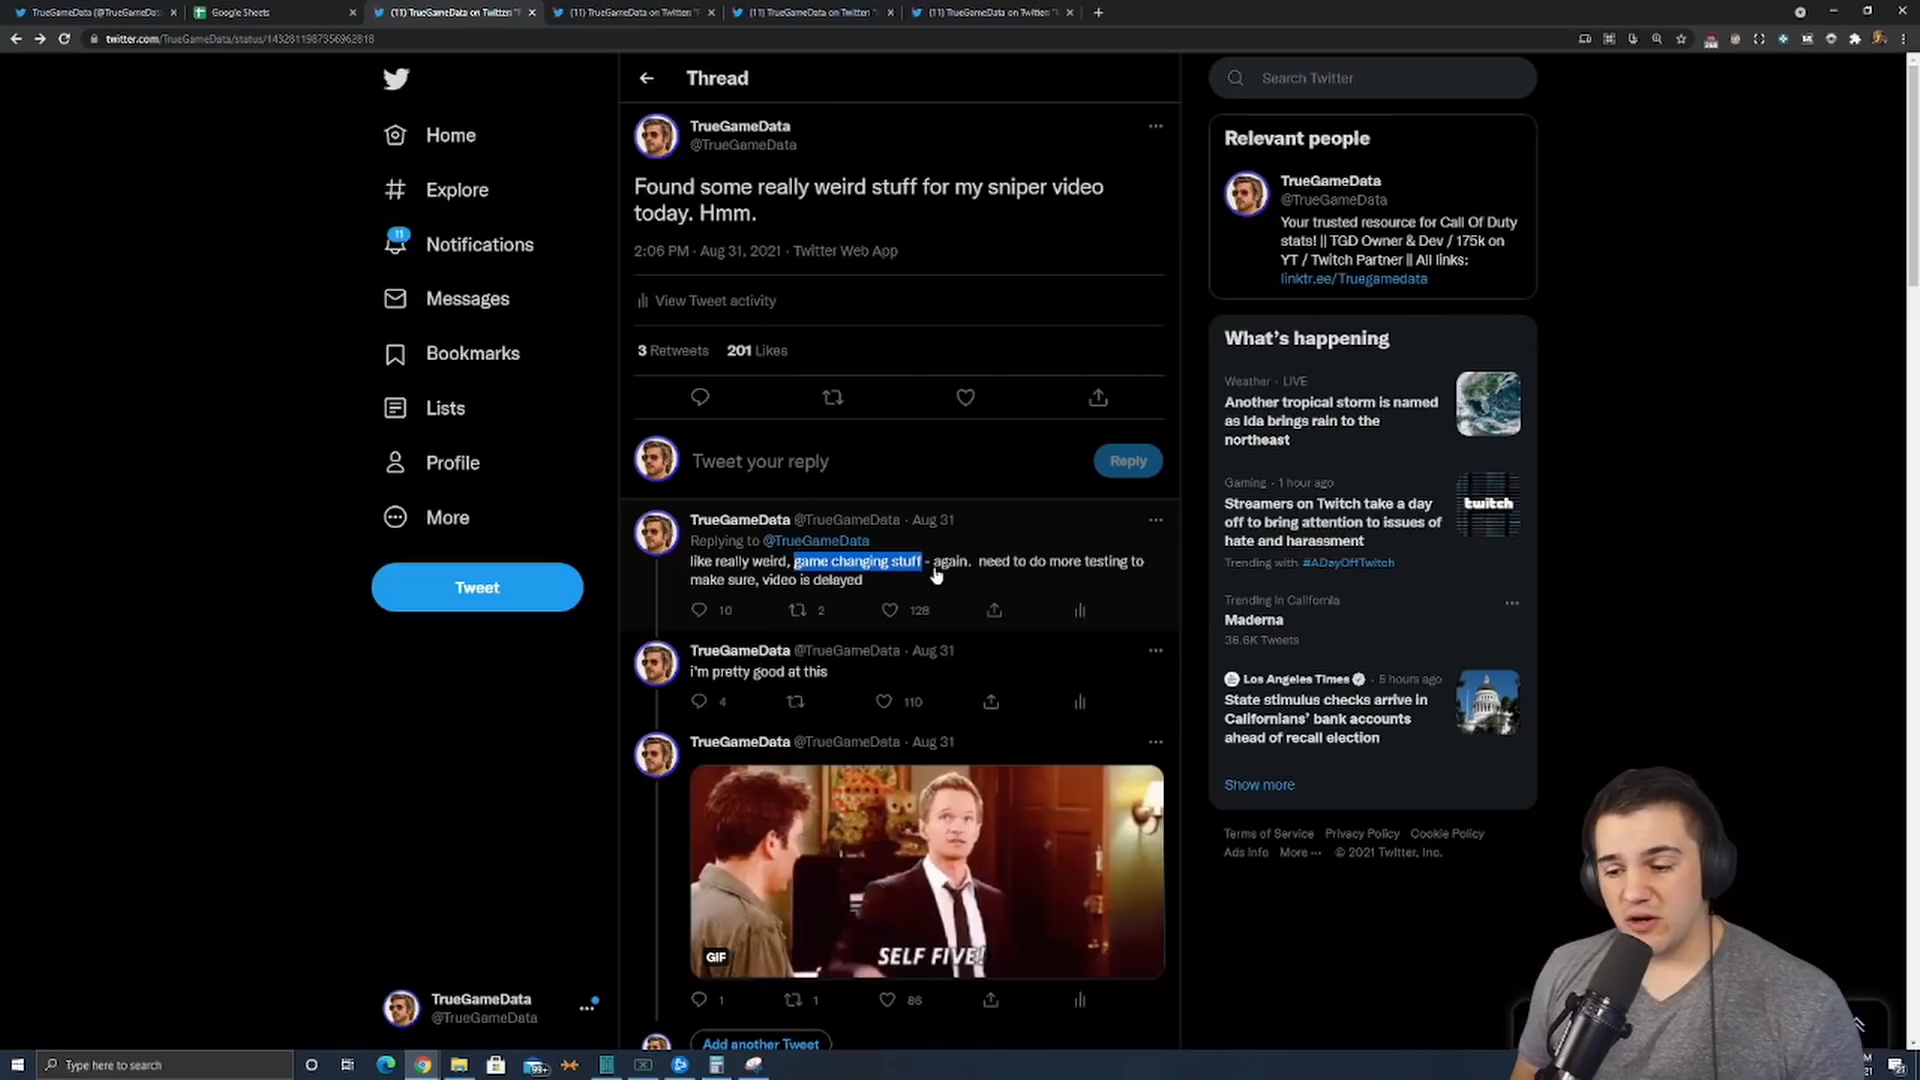 TrueGameData (@TrueGameDat
Google Sheets
(11) TrueGameData on Twitter: "F
(11) TrueGameData on Twitter: "F
(11) TrueGameData on Twitter: "
(11) TrueGameData on Twitter: "
twitter.com/TrueGameData/status/1432811987356962818
Home
Explore
11
Notifications
Messages
Bookmarks
Lists
Profile
More
Tweet
TrueGameData
@TrueGameData
Thread
TrueGameData
@TrueGameData
Found some really weird stuff for my sniper video
today. Hmm.
2:06 PM · Aug 31, 2021 · Twitter Web App
View Tweet activity
3 Retweets 201 Likes
Tweet your reply
Reply
TrueGameData @TrueGameData · Aug 31
Replying to @TrueGameData
like really weird, game changing stuff - again. need to do more testing to
make sure, video is delayed
10 2 128
TrueGameData @TrueGameData · Aug 31
i'm pretty good at this
4 110
TrueGameData @TrueGameData · Aug 31
SELF FIVE!
GIF
1 1 86
Add another Tweet
Search Twitter
Relevant people
TrueGameData
@TrueGameData
Your trusted resource for Call Of Duty
stats! || TGD Owner & Dev / 175k on
YT / Twitch Partner || All links:
linktr.ee/Truegamedata
What's happening
Weather · LIVE
Another tropical storm is named
as Ida brings rain to the
northeast
Gaming · 1 hour ago
Streamers on Twitch take a day
off to bring attention to issues of
hate and harassment
Trending with #ADayOffTwitch
twitch
Trending in California
Maderna
36.6K Tweets
Los Angeles Times · 5 hours ago
State stimulus checks arrive in
Californians' bank accounts
ahead of recall election
Show more
Terms of Service Privacy Policy Cookie Policy
Ads Info More ··· © 2021 Twitter, Inc.
Type here to search
99+